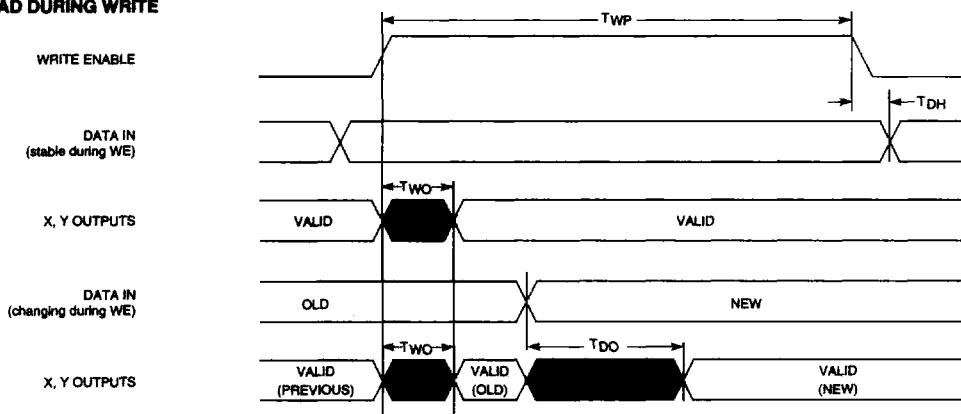 AD DURING WRITE
TWP
WRITE ENABLE
TDH
DATA IN
(stable during WE)
TWO
X, Y OUTPUTS
VALID
VALID
DATA IN
(changing during WE)
OLD
NEW
TWO
TDO
X, Y OUTPUTS
VALID
(PREVIOUS)
VALID
(OLD)
VALID
(NEW)